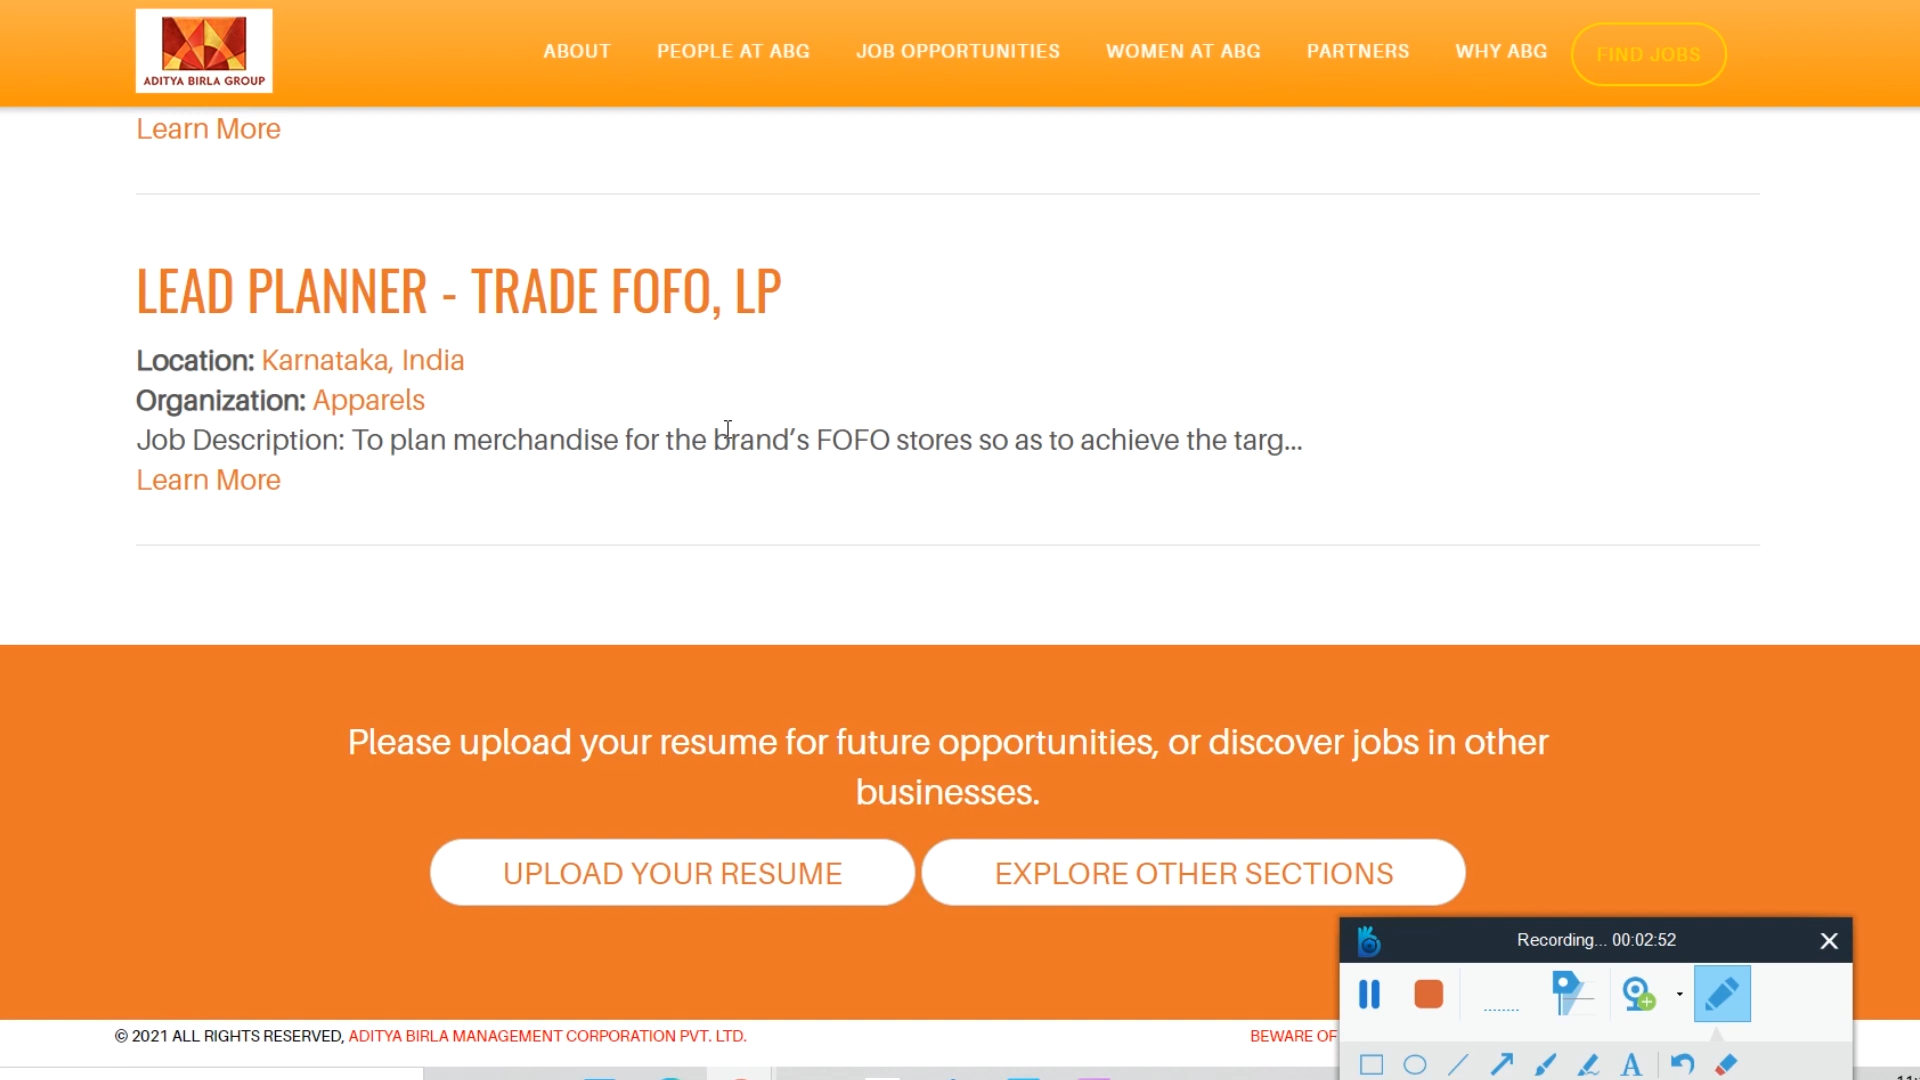 ADITYA BIRLA GROUP
ABOUT PEOPLE AT ABG JOB OPPORTUNITIES WOMEN AT ABG PARTNERS WHY ABG FIND JOBS
Learn More
LEAD PLANNER - TRADE FOFO, LP
Location: Karnataka, India
Organization: Apparels
Job Description: To plan merchandise for the brand’s FOFO stores so as to achieve the targ...
Learn More
Please upload your resume for future opportunities, or discover jobs in other
businesses.
UPLOAD YOUR RESUME EXPLORE OTHER SECTIONS
Recording... 00:02:52
© 2021 ALL RIGHTS RESERVED, ADITYA BIRLA MANAGEMENT CORPORATION PVT. LTD. BEWARE OF
A